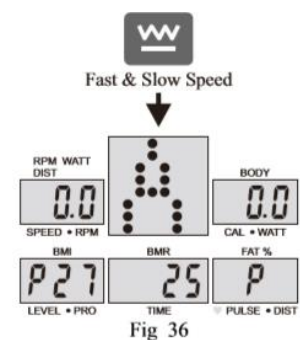 Fast & Slow Speed
RPM WATT
DIST
BODY
0.0
A
0.0
SPEED • RPM
CAL • WATT
BMI
BMR
FAT %
P27
25
P
LEVEL • PRO
TIME
♥ PULSE • DIST
Fig 36